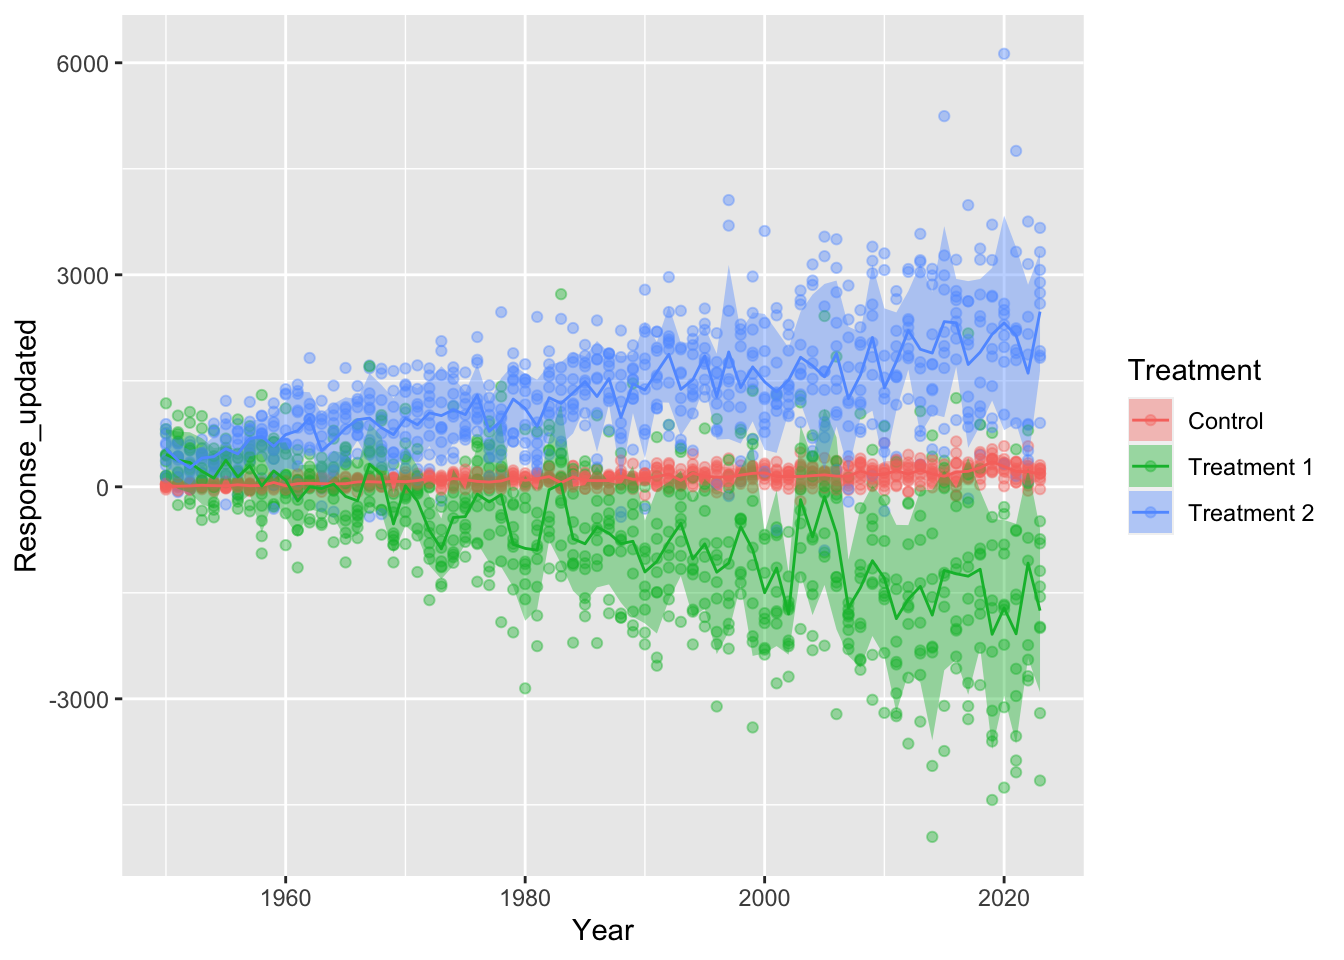 Response_updated
6000
3000
0
-3000
1960 1980 2000 2020
Year
Treatment
Control
Treatment 1
Treatment 2